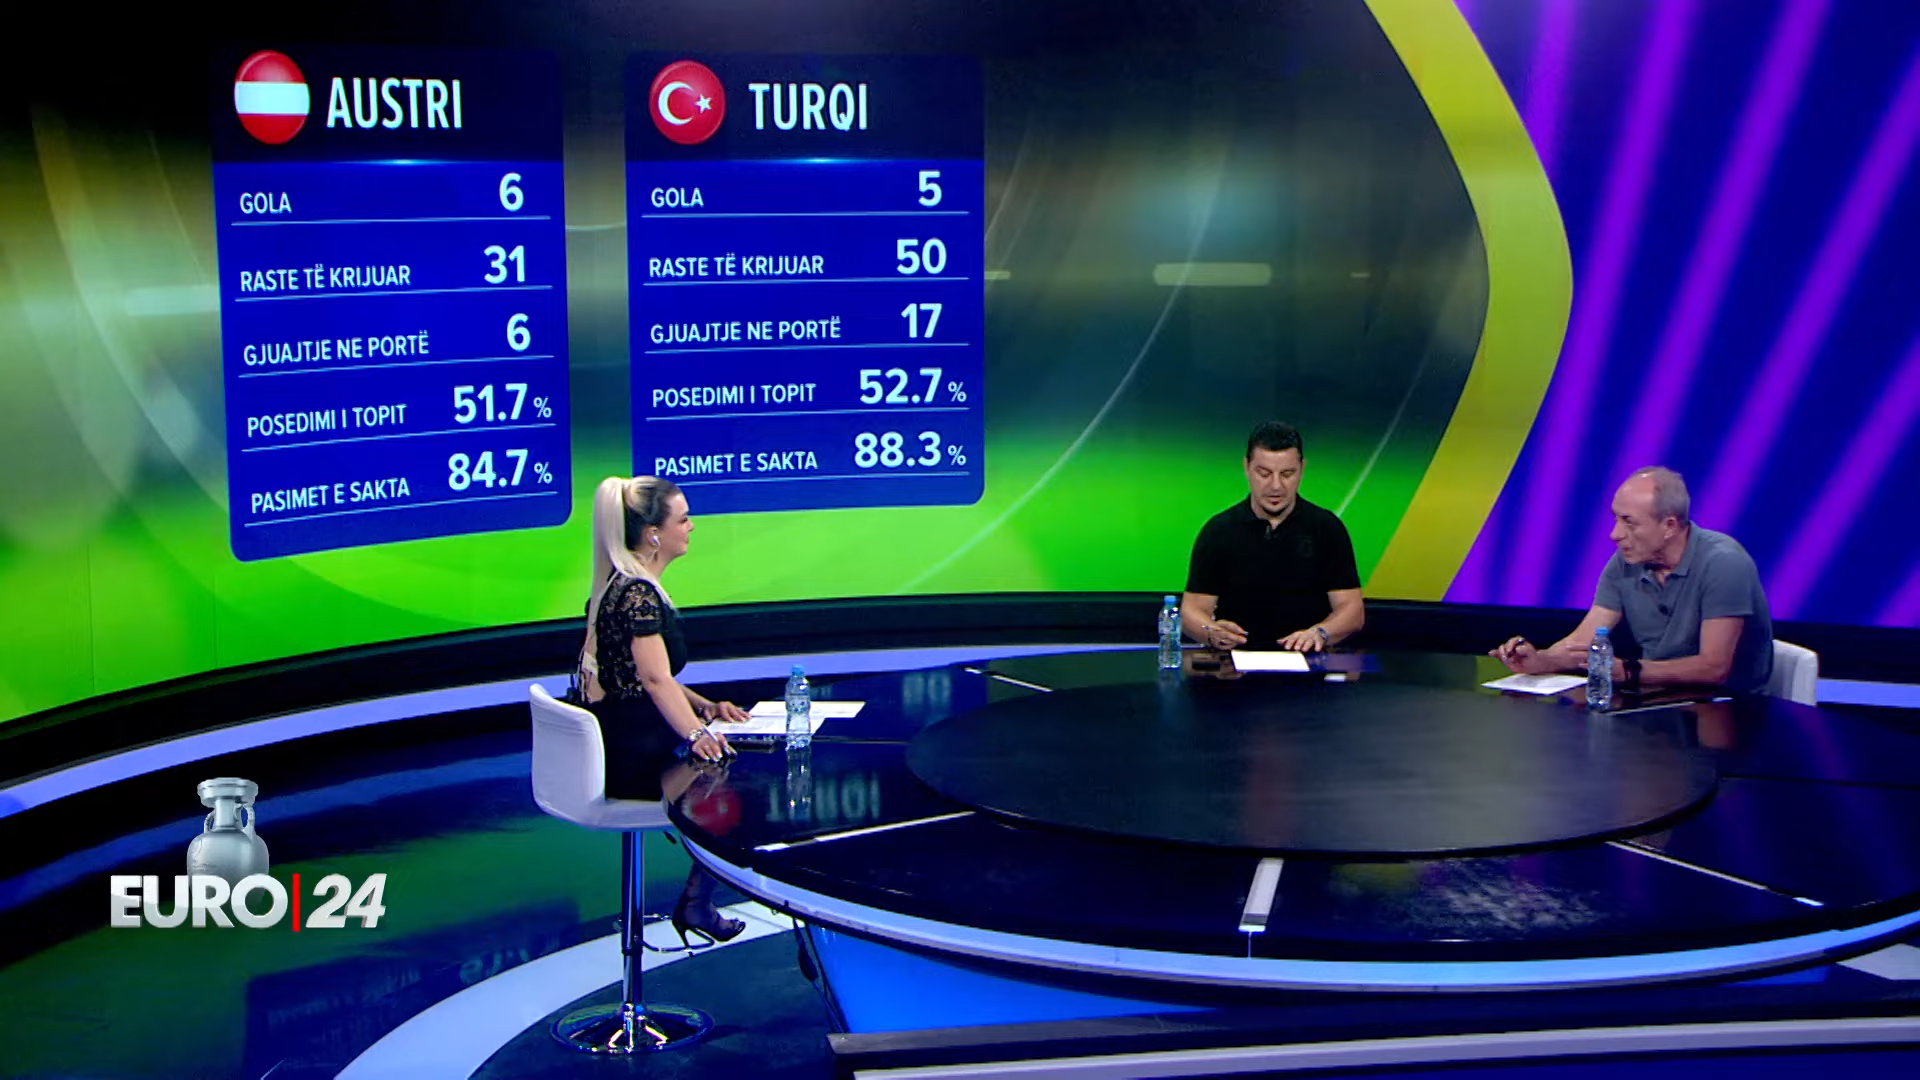 AUSTRI
GOLA 6
RASTE TË KRIJUAR 31
GJUAJTJE NE PORTË 6
POSEDIMI I TOPIT 51.7 %
PASIMET E SAKTA 84.7 %
TURQI
GOLA 5
RASTE TË KRIJUAR 50
GJUAJTJE NE PORTË 17
POSEDIMI I TOPIT 52.7 %
PASIMET E SAKTA 88.3 %
EURO|24